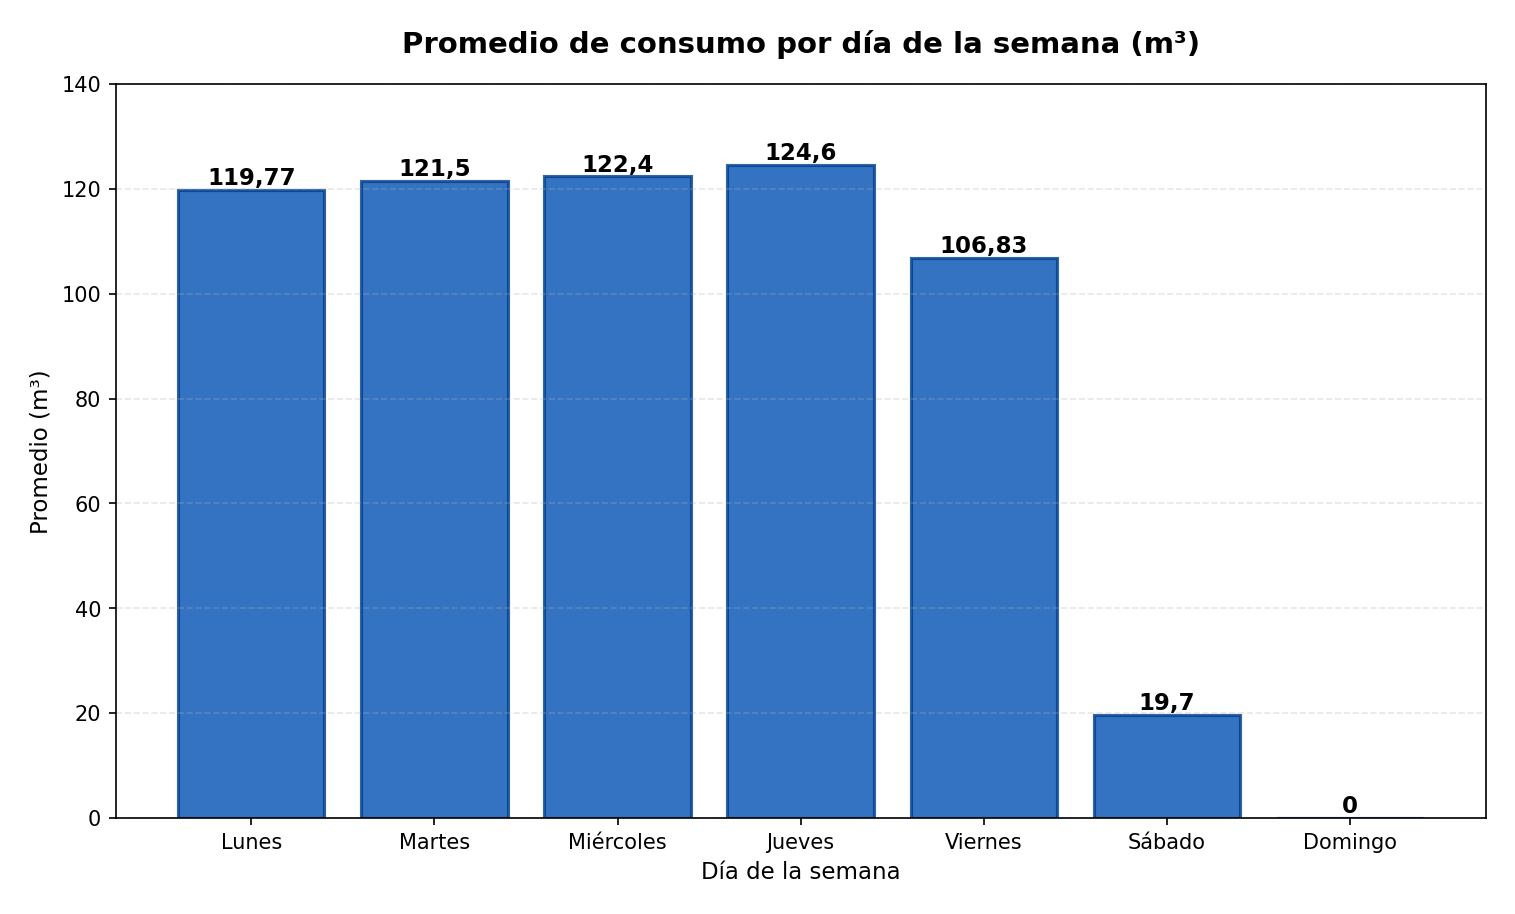 Promedio de consumo por día de la semana (m³)
Promedio (m³)
140
120
100
80
60
40
20
0
119,77
121,5
122,4
124,6
106,83
19,7
0
Lunes
Martes
Miércoles
Jueves
Viernes
Sábado
Domingo
Día de la semana